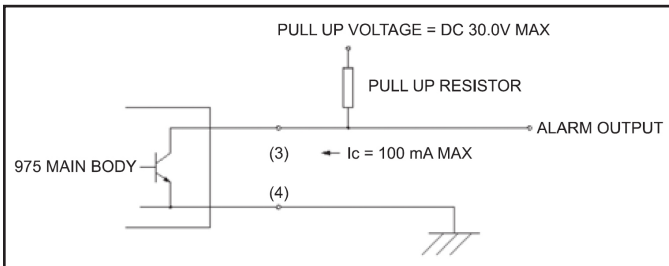 PULL UP VOLTAGE = DC 30.0V MAX
PULL UP RESISTOR
ALARM OUTPUT
(3)
Ic = 100 mA MAX
975 MAIN BODY
(4)